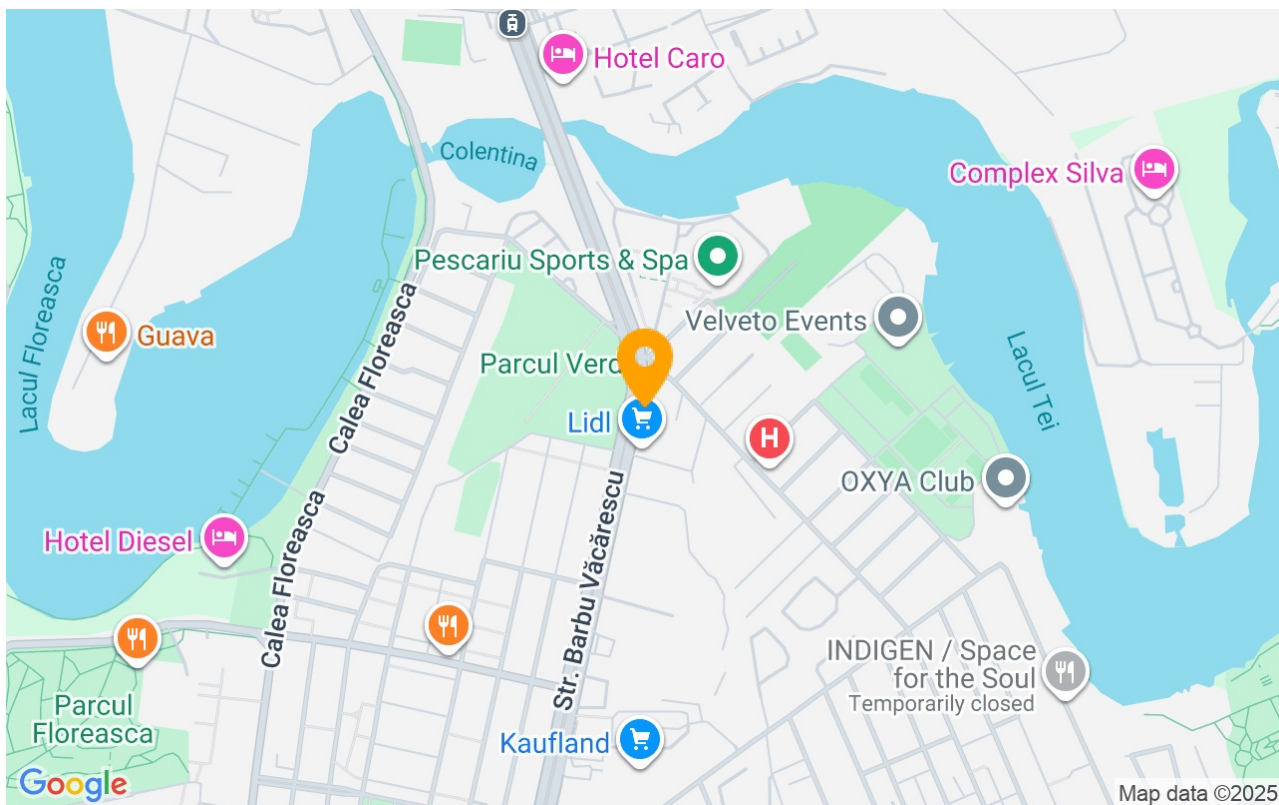 Hotel Caro
Colentina
Complex Silva
Pescariu Sports & Spa
Lacul Floreasca
Guava
Calea Floreasca
Velveto Events
Parcul Verd
Lacul Tei
Lidl
H
OXYA Club
Hotel Diesel
Calea Floreasca
Str. Barbu Văcărescu
INDIGEN / Space
for the Soul
Temporarily closed
Parcul
Floreasca
Kaufland
Google
Map data ©2025